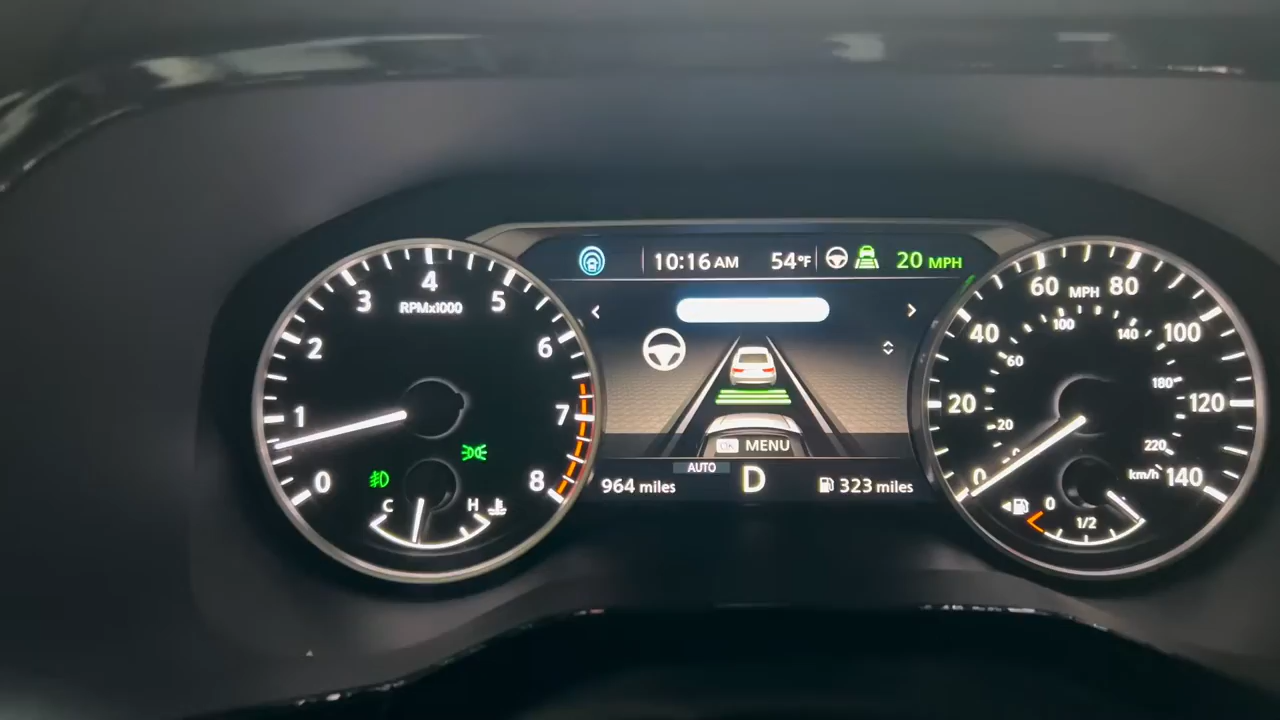 10:16 AM 54°F 20 MPH
0 1 2 3 4 5 6 7 8
RPMx1000
C H
< >
OK MENU
AUTO
964 miles D 323 miles
0 20 40 60 80 100 120 140
MPH
20 60 100 140 180 220
km/h
0 1/2